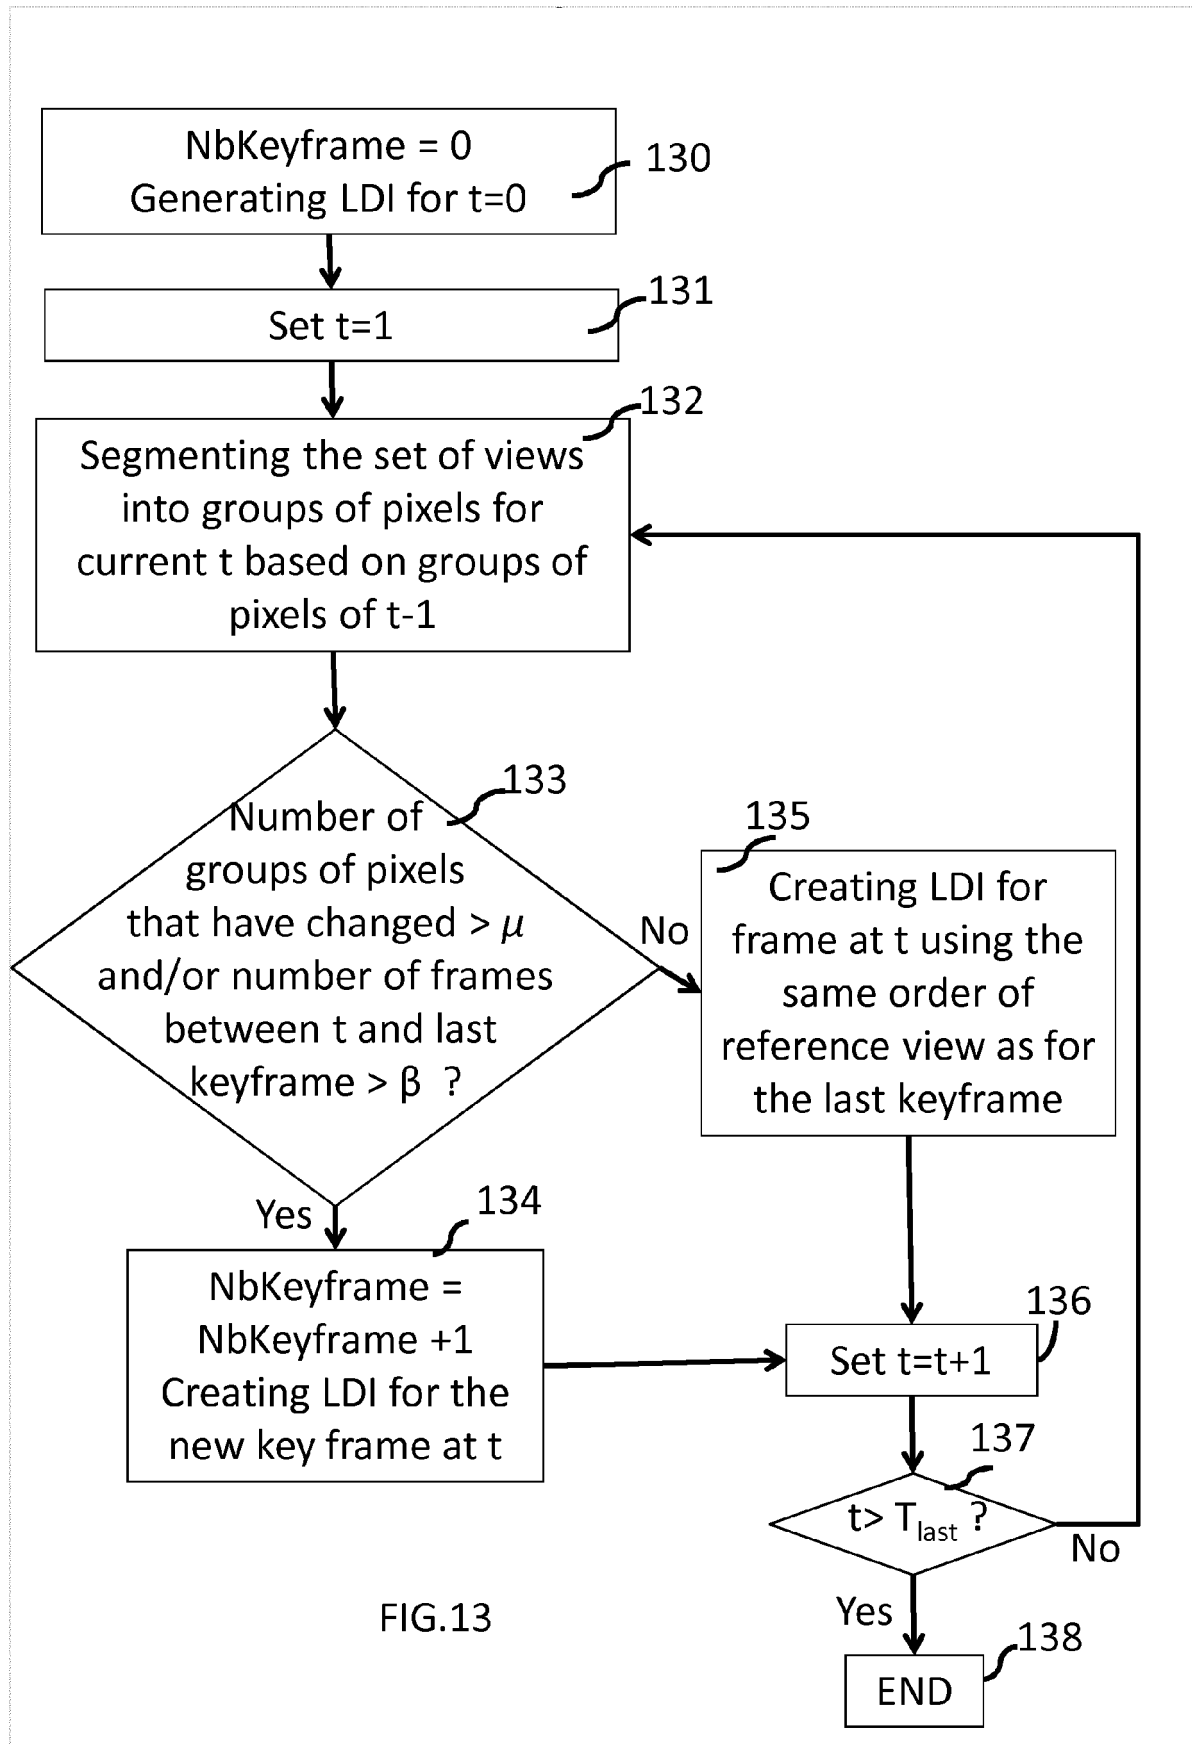 NbKeyframe = 0
Generating LDI for t=0
130
Set t=1
131
132
Segmenting the set of views
into groups of pixels for
current t based on groups of
pixels of t-1
133
Number of
groups of pixels
that have changed > μ
and/or number of frames
between t and last
keyframe > β ?
No
135
Creating LDI for
frame at t using the
same order of
reference view as for
the last keyframe
Yes
134
NbKeyframe =
NbKeyframe +1
Creating LDI for the
new key frame at t
136
Set t=t+1
137
t> Tlast ?
No
Yes
138
END
FIG.13